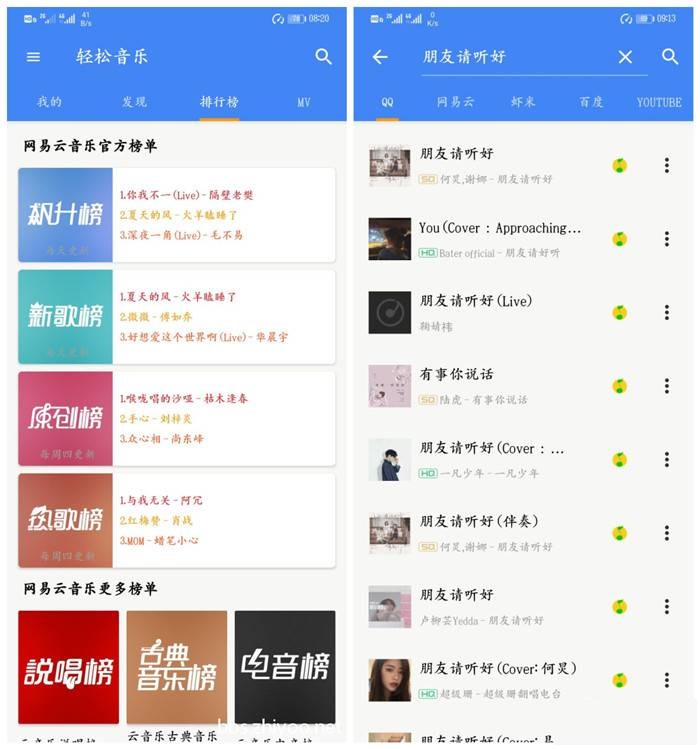 41
B/s
08:20
轻松音乐
我的
发现
排行榜
MV
网易云音乐官方榜单
飙升榜
每天更新
1.你我不一(Live)-隔壁老樊
2.夏天的风-火羊瞌睡了
3.深夜一角(Live)-毛不易
新歌榜
每天更新
1.夏天的风-火羊瞌睡了
2.微微-傅如乔
3.好想爱这个世界啊(Live)-华晨宇
原创榜
每周四更新
1.喉咙唱的沙哑-枯木逢春
2.手心-刘梓炎
3.众心相-尚东峰
热歌榜
每周四更新
1.与我无关-阿冗
2.红梅赞-肖战
3.MOM-蜡笔小心
网易云音乐更多榜单
说唱榜
古典
音乐榜
电音榜
云音乐说唱榜
云音乐古典音乐
云音乐电音榜
bbs.zhiyoo.net
0
K/s
09:13
朋友请听好
QQ
网易云
虾米
百度
YOUTUBE
朋友请听好
SQ 何炅,谢娜-朋友请听好
You(Cover : Approaching...
HQ Bater official-朋友请好听
朋友请听好(Live)
鞠婧祎
有事你说话
SQ 陆虎-有事你说话
朋友请听好(Cover : ...
HQ 一凡少年-一凡少年
朋友请听好(伴奏)
SQ 何炅,谢娜-朋友请听好
朋友请听好
卢柳芸Yedda-朋友请听好
朋友请听好(Cover:何炅)
HQ 超级珊-超级珊翻唱电台